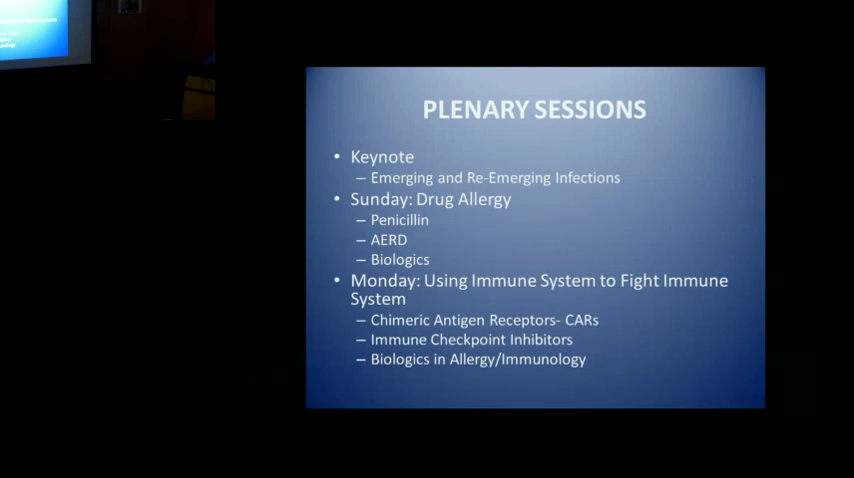 PLENARY SESSIONS
• Keynote
– Emerging and Re-Emerging Infections
• Sunday: Drug Allergy
– Penicillin
– AERD
– Biologics
• Monday: Using Immune System to Fight Immune
System
– Chimeric Antigen Receptors- CARs
– Immune Checkpoint Inhibitors
– Biologics in Allergy/Immunology